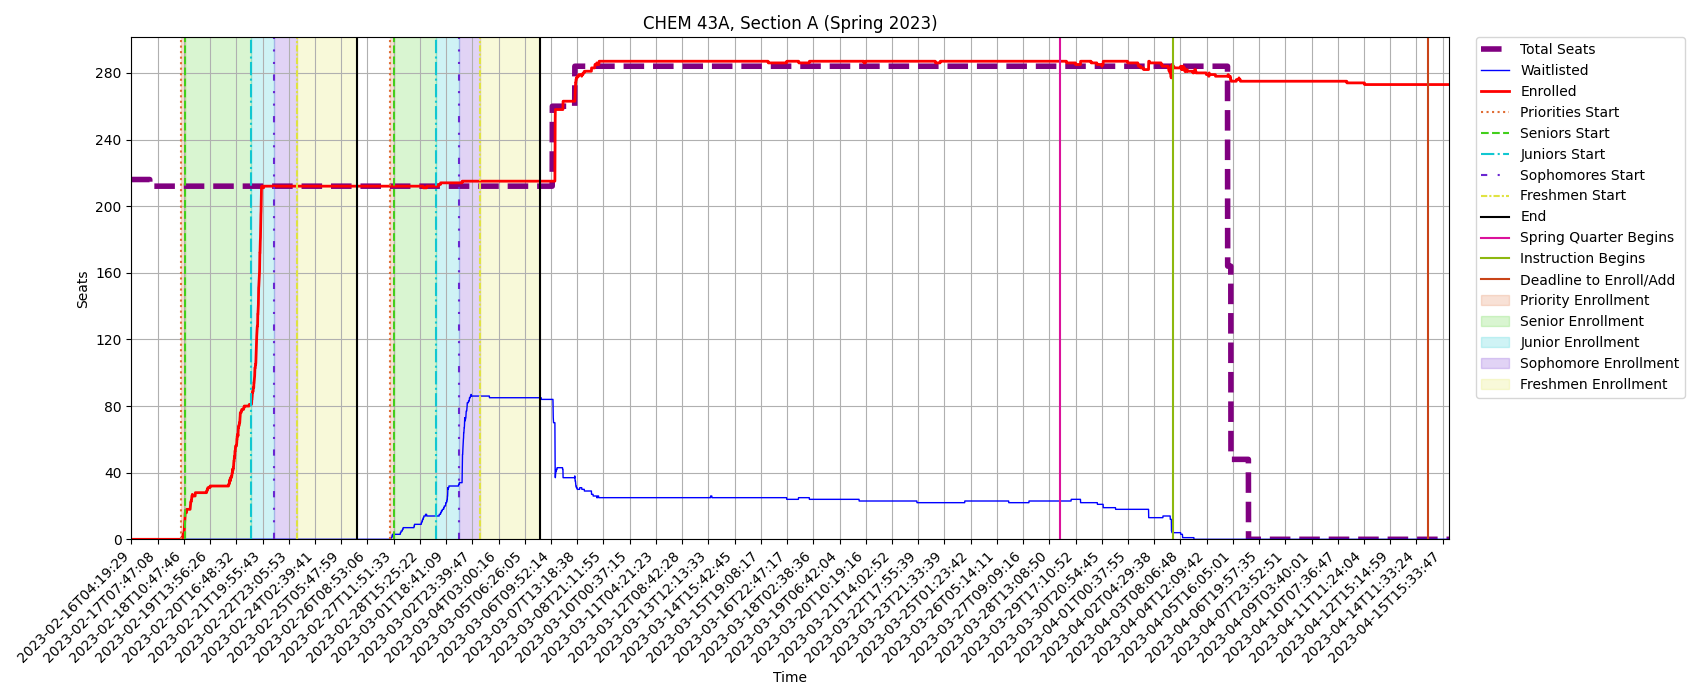 CHEM 43A, Section A (Spring 2023)
Seats
280
240
200
160
120
80
40
0
2023-02-16T04:19:29
2023-02-17T07:47:08
2023-02-18T10:47:46
2023-02-19T13:56:26
2023-02-20T16:48:32
2023-02-21T19:55:43
2023-02-22T23:05:53
2023-02-24T02:39:41
2023-02-25T05:47:59
2023-02-26T08:53:06
2023-02-27T11:51:33
2023-02-28T15:25:22
2023-03-01T18:41:09
2023-03-02T22:39:47
2023-03-04T03:00:16
2023-03-05T06:26:05
2023-03-06T09:52:14
2023-03-07T13:18:38
2023-03-08T21:11:55
2023-03-10T00:37:15
2023-03-11T04:21:23
2023-03-12T08:42:28
2023-03-13T12:13:33
2023-03-14T15:42:45
2023-03-15T19:08:17
2023-03-16T22:47:17
2023-03-18T02:38:36
2023-03-19T06:42:04
2023-03-20T10:19:16
2023-03-21T14:02:52
2023-03-22T17:55:39
2023-03-23T21:33:39
2023-03-25T01:23:42
2023-03-26T05:14:11
2023-03-27T09:09:16
2023-03-28T13:08:50
2023-03-29T17:10:52
2023-03-30T20:54:45
2023-04-01T00:37:55
2023-04-02T04:29:38
2023-04-03T08:06:48
2023-04-04T12:09:42
2023-04-05T16:05:01
2023-04-06T19:57:35
2023-04-07T23:52:51
2023-04-09T03:40:01
2023-04-10T07:36:47
2023-04-11T11:24:04
2023-04-12T15:14:59
2023-04-14T11:33:24
2023-04-15T15:33:47
Time
Total Seats
Waitlisted
Enrolled
Priorities Start
Seniors Start
Juniors Start
Sophomores Start
Freshmen Start
End
Spring Quarter Begins
Instruction Begins
Deadline to Enroll/Add
Priority Enrollment
Senior Enrollment
Junior Enrollment
Sophomore Enrollment
Freshmen Enrollment